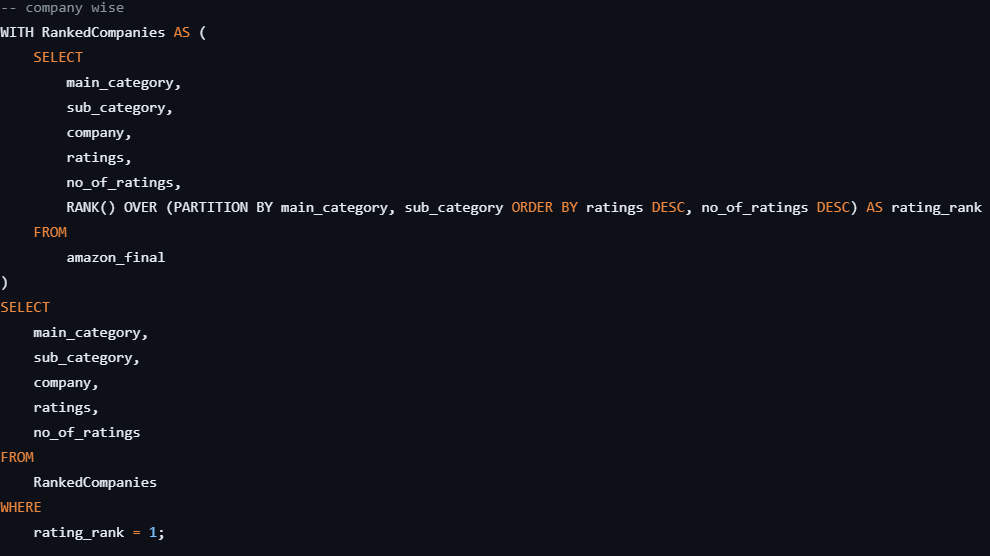 -- company wise
WITH RankedCompanies AS (
    SELECT
        main_category,
        sub_category,
        company,
        ratings,
        no_of_ratings,
        RANK() OVER (PARTITION BY main_category, sub_category ORDER BY ratings DESC, no_of_ratings DESC) AS rating_rank
    FROM
        amazon_final
)
SELECT
    main_category,
    sub_category,
    company,
    ratings,
    no_of_ratings
FROM
    RankedCompanies
WHERE
    rating_rank = 1;